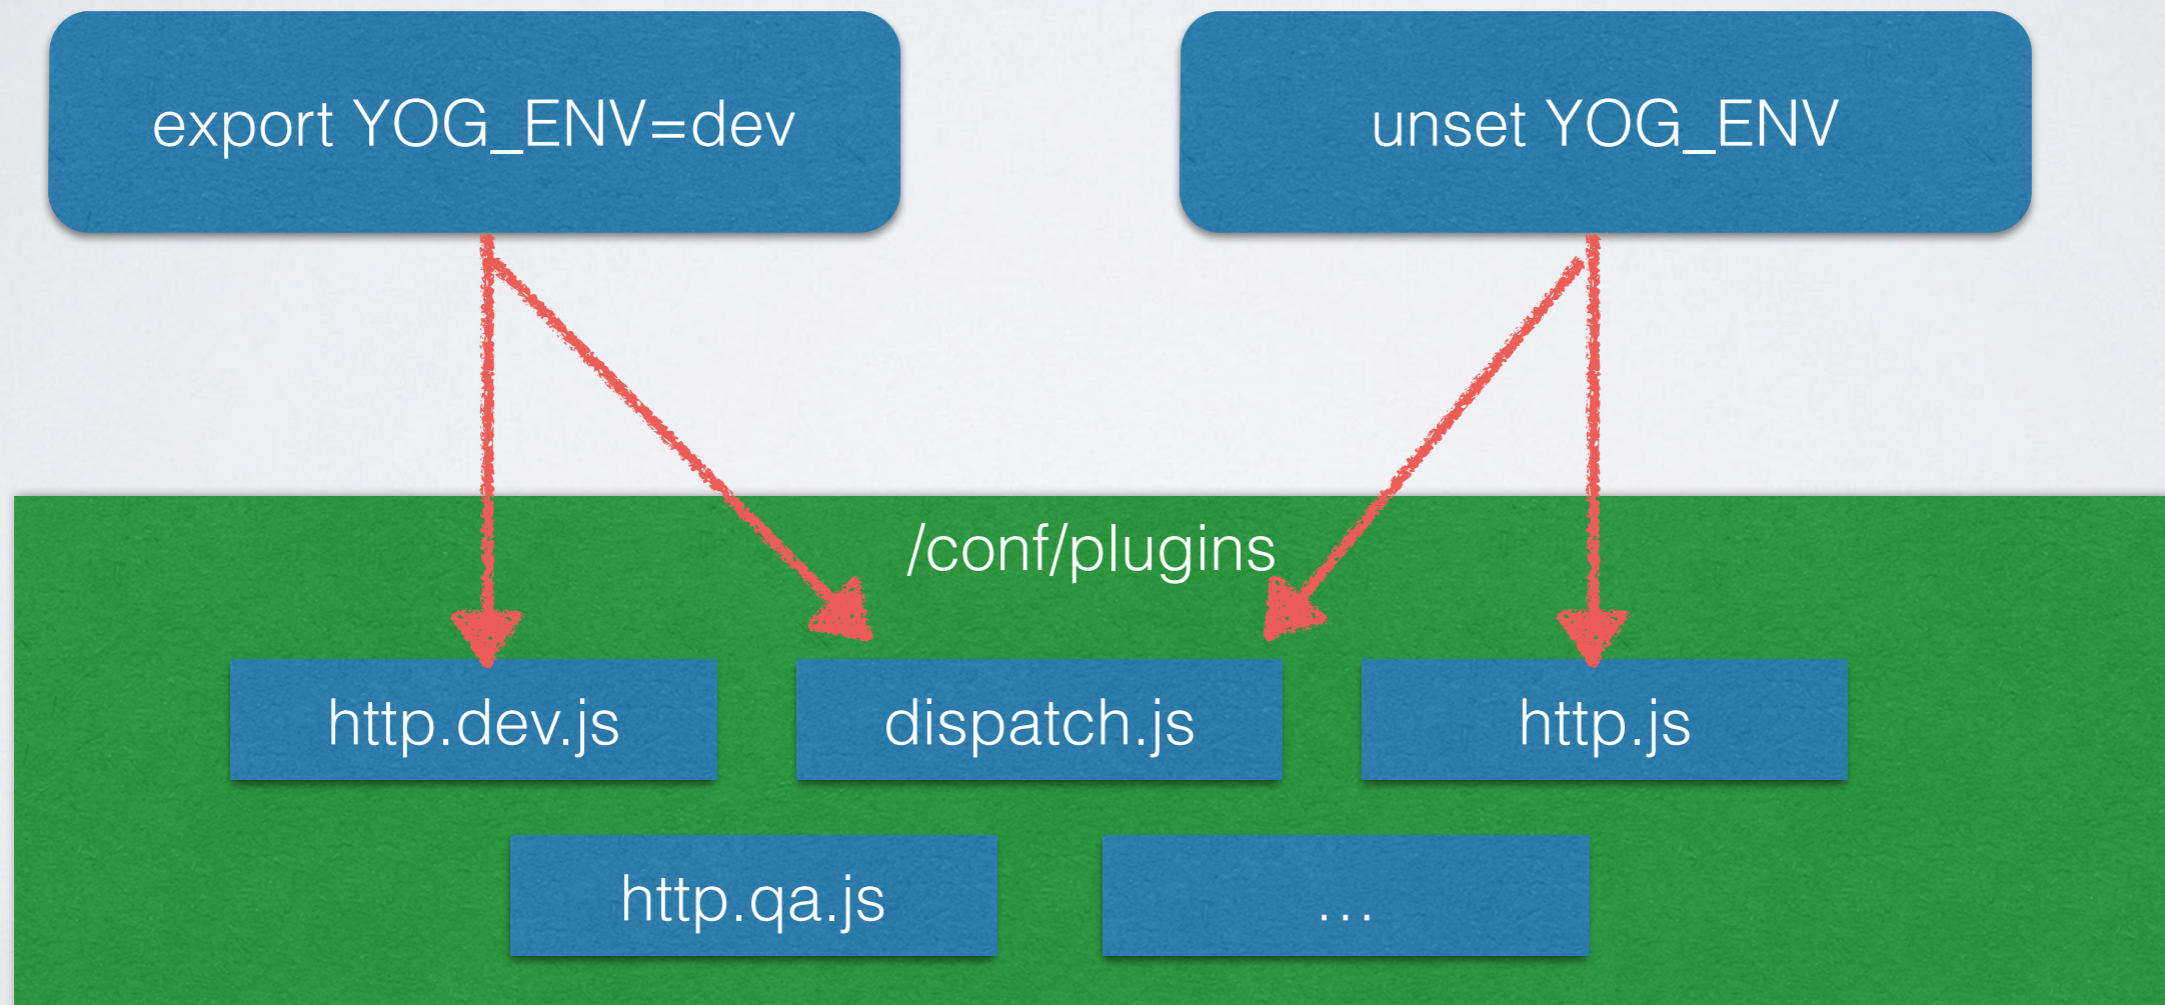 export YOG_ENV=dev
unset YOG_ENV
/conf/plugins
http.dev.js
dispatch.js
http.js
http.qa.js
...